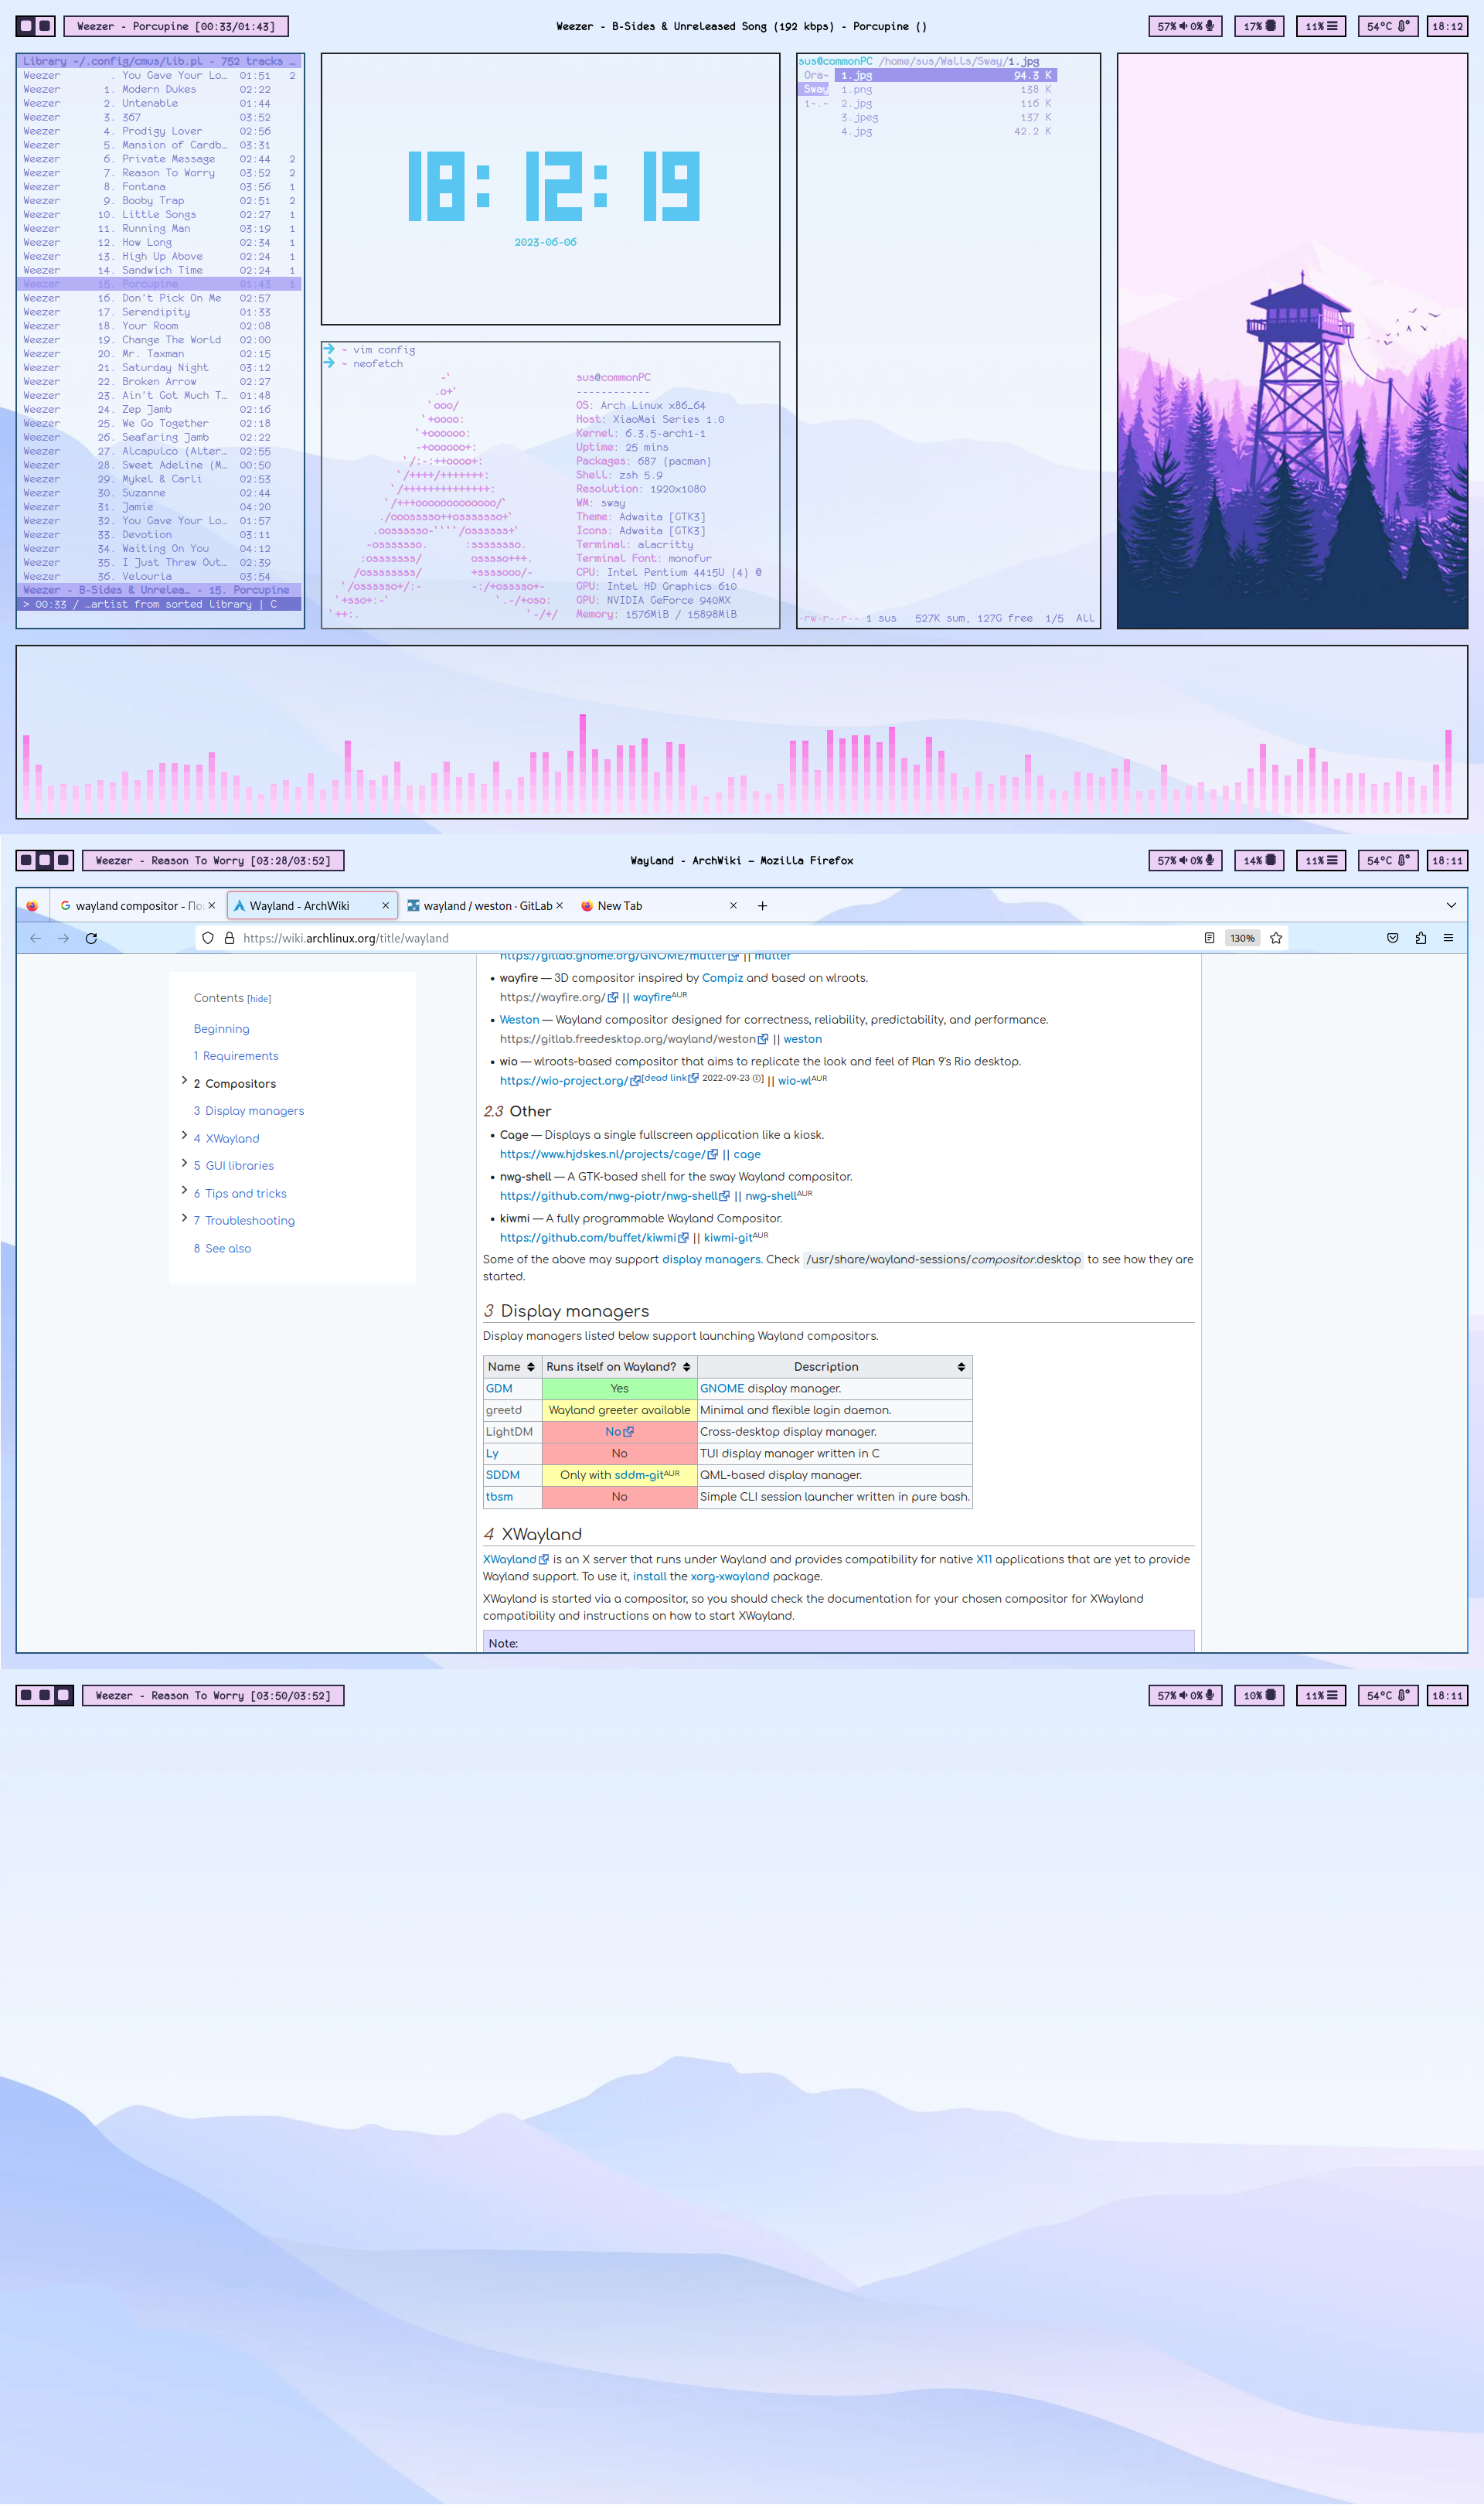 Weezer - Porcupine [00:33/01:43]
Weezer - B-Sides & Unreleased Song (192 kbps) - Porcupine ()
57% 0% 17% 11% 54°C 18:12
Library ~/.config/cmus/lib.pl - 752 tracks …
Weezer . You Gave Your Lo… 01:51 2
Weezer 1. Modern Dukes 02:22
Weezer 2. Untenable 01:44
Weezer 3. 367 03:52
Weezer 4. Prodigy Lover 02:56
Weezer 5. Mansion of Cardb… 03:31
Weezer 6. Private Message 02:44 2
Weezer 7. Reason To Worry 03:52 2
Weezer 8. Fontana 03:56 1
Weezer 9. Booby Trap 02:51 2
Weezer 10. Little Songs 02:27 1
Weezer 11. Running Man 03:19 1
Weezer 12. How Long 02:34 1
Weezer 13. High Up Above 02:24 1
Weezer 14. Sandwich Time 02:24 1
Weezer 15. Porcupine 01:43 1
Weezer 16. Don't Pick On Me 02:57
Weezer 17. Serendipity 01:33
Weezer 18. Your Room 02:08
Weezer 19. Change The World 02:00
Weezer 20. Mr. Taxman 02:15
Weezer 21. Saturday Night 03:12
Weezer 22. Broken Arrow 02:27
Weezer 23. Ain't Got Much T… 01:48
Weezer 24. Zep Jamb 02:16
Weezer 25. We Go Together 02:18
Weezer 26. Seafaring Jamb 02:22
Weezer 27. Alcapulco (Alter… 02:55
Weezer 28. Sweet Adeline (M… 00:50
Weezer 29. Mykel & Carli 02:53
Weezer 30. Suzanne 02:44
Weezer 31. Jamie 04:20
Weezer 32. You Gave Your Lo… 01:57
Weezer 33. Devotion 03:11
Weezer 34. Waiting On You 04:12
Weezer 35. I Just Threw Out… 02:39
Weezer 36. Velouria 03:54
Weezer - B-Sides & Unrelea… - 15. Porcupine
> 00:33 / …artist from sorted library | C
18:12:19
2023-06-06
~ vim config
~ neofetch
-`
.o+`
`ooo/
`+oooo:
`+oooooo:
-+oooooo+:
`/:-:++oooo+:
`/++++/+++++++:
`/++++++++++++++:
`/+++ooooooooooooo/`
./ooosssso++osssssso+`
.oossssso-````/ossssss+`
-osssssso. :ssssssso.
:osssssss/ osssso+++.
/ossssssss/ +ssssooo/-
`/ossssso+/:- -:/+osssso+-
`+sso+:-` `.-/+oso:
`++:. `-/+/
sus@commonPC
------------
OS: Arch Linux x86_64
Host: XiaoMai Series 1.0
Kernel: 6.3.5-arch1-1
Uptime: 25 mins
Packages: 687 (pacman)
Shell: zsh 5.9
Resolution: 1920x1080
WM: sway
Theme: Adwaita [GTK3]
Icons: Adwaita [GTK3]
Terminal: alacritty
Terminal Font: monofur
CPU: Intel Pentium 4415U (4) @
GPU: Intel HD Graphics 610
GPU: NVIDIA GeForce 940MX
Memory: 1576MiB / 15898MiB
sus@commonPC /home/sus/Walls/Sway/1.jpg
Ora~ 1.jpg 94.3 K
Sway 1.png 138 K
1~.~ 2.jpg 116 K
3.jpeg 137 K
4.jpg 42.2 K
-rw-r--r-- 1 sus 527K sum, 127G free 1/5 All
Weezer - Reason To Worry [03:28/03:52]
Wayland - ArchWiki — Mozilla Firefox
57% 0% 14% 11% 54°C 18:11
wayland compositor - По
Wayland - ArchWiki
wayland / weston · GitLab
New Tab
https://wiki.archlinux.org/title/wayland
130%
Contents [hide]
Beginning
1 Requirements
2 Compositors
3 Display managers
4 XWayland
5 GUI libraries
6 Tips and tricks
7 Troubleshooting
8 See also
https://gitlab.gnome.org/GNOME/mutter || mutter
• wayfire — 3D compositor inspired by Compiz and based on wlroots.
https://wayfire.org/ || wayfireAUR
• Weston — Wayland compositor designed for correctness, reliability, predictability, and performance.
https://gitlab.freedesktop.org/wayland/weston || weston
• wio — wlroots-based compositor that aims to replicate the look and feel of Plan 9's Rio desktop.
https://wio-project.org/[dead link 2022-09-23 ⓘ] || wio-wlAUR
2.3 Other
• Cage — Displays a single fullscreen application like a kiosk.
https://www.hjdskes.nl/projects/cage/ || cage
• nwg-shell — A GTK-based shell for the sway Wayland compositor.
https://github.com/nwg-piotr/nwg-shell || nwg-shellAUR
• kiwmi — A fully programmable Wayland Compositor.
https://github.com/buffet/kiwmi || kiwmi-gitAUR
Some of the above may support display managers. Check /usr/share/wayland-sessions/compositor.desktop to see how they are
started.
3 Display managers
Display managers listed below support launching Wayland compositors.
Name Runs itself on Wayland? Description
GDM Yes GNOME display manager.
greetd Wayland greeter available Minimal and flexible login daemon.
LightDM No Cross-desktop display manager.
Ly No TUI display manager written in C
SDDM Only with sddm-gitAUR QML-based display manager.
tbsm No Simple CLI session launcher written in pure bash.
4 XWayland
XWayland is an X server that runs under Wayland and provides compatibility for native X11 applications that are yet to provide
Wayland support. To use it, install the xorg-xwayland package.
XWayland is started via a compositor, so you should check the documentation for your chosen compositor for XWayland
compatibility and instructions on how to start XWayland.
Note:
Weezer - Reason To Worry [03:50/03:52]
57% 0% 10% 11% 54°C 18:11